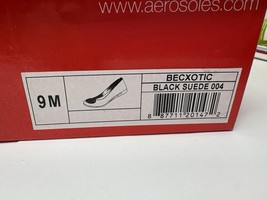 www.aerosoles.com
BECXOTIC
9M
BLACK SUEDE 004
8 87711 20147 2